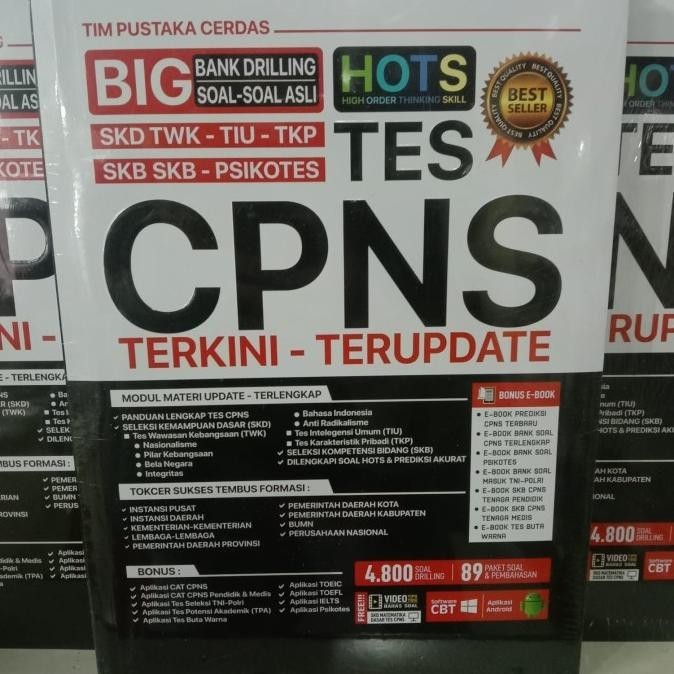 TIM PUSTAKA CERDAS
BIG BANK DRILLING
SOAL-SOAL ASLI
HOTS
HIGH ORDER THINKING SKILL
BEST QUALITY
BEST SELLER
BEST QUALITY
SKD TWK - TIU - TKP
SKB SKB - PSIKOTES
TES
CPNS
TERKINI - TERUPDATE
MODUL MATERI UPDATE - TERLENGKAP
PANDUAN LENGKAP TES CPNS
SELEKSI KEMAMPUAN DASAR (SKD)
Tes Wawasan Kebangsaan (TWK)
Nasionalisme
Pilar Kebangsaan
Bela Negara
Integritas
Bahasa Indonesia
Anti Radikalisme
Tes Intelegensi Umum (TIU)
Tes Karakteristik Pribadi (TKP)
SELEKSI KOMPETENSI BIDANG (SKB)
DILENGKAPI SOAL HOTS & PREDIKSI AKURAT
BONUS E-BOOK
E-BOOK PREDIKSI
CPNS TERBARU
E-BOOK BANK SOAL
CPNS TERLENGKAP
E-BOOK BANK SOAL
PSIKOTES
E-BOOK BANK SOAL
MASUK TNI-POLRI
E-BOOK SKB CPNS
TENAGA PENDIDIK
E-BOOK SKB CPNS
TENAGA MEDIS
E-BOOK TES BUTA
WARNA
TOKCER SUKSES TEMBUS FORMASI :
INSTANSI PUSAT
INSTANSI DAERAH
KEMENTERIAN-KEMENTERIAN
LEMBAGA-LEMBAGA
PEMERINTAH DAERAH PROVINSI
PEMERINTAH DAERAH KOTA
PEMERINTAH DAERAH KABUPATEN
BUMN
PERUSAHAAN NASIONAL
BONUS :
Aplikasi CAT CPNS
Aplikasi CAT CPNS Pendidik & Medis
Aplikasi Tes Seleksi TNI-Polri
Aplikasi Tes Potensi Akademik (TPA)
Aplikasi Tes Buta Warna
Aplikasi TOEIC
Aplikasi TOEFL
Aplikasi IELTS
Aplikasi Psikotes
4.800 SOAL DRILLING
89 PAKET SOAL & PEMBAHASAN
FREE!!!
VIDEO
BAHAS SOAL
SKD MATEMATIKA
DASAR TES CPNS
Software
CBT
Aplikasi
Android